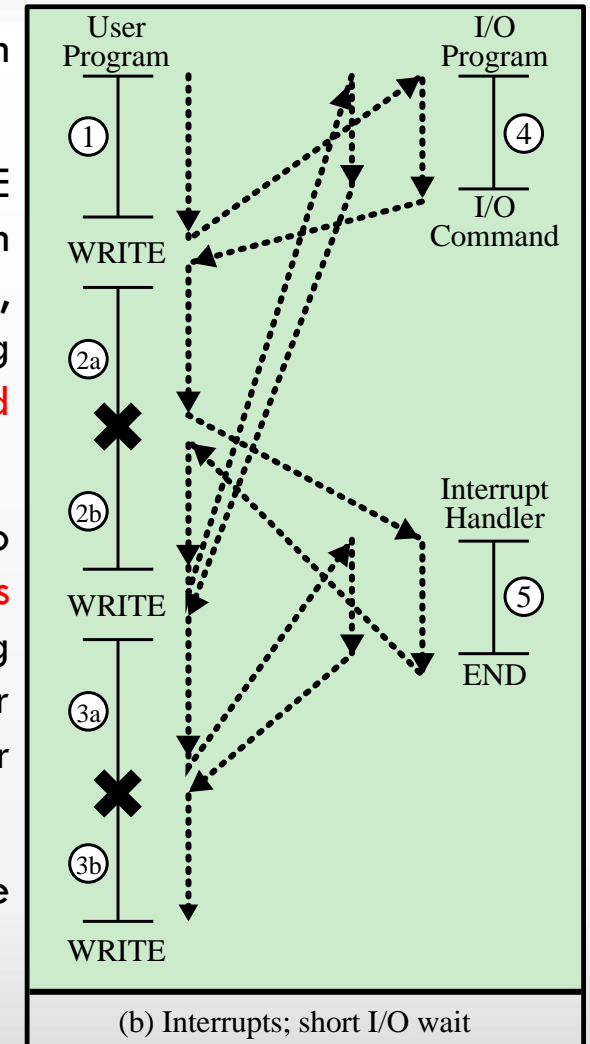 n
E
n
,
g
d
o
s
g
r
r
e
User
Program
I/O
Program
1
4
WRITE
I/O
Command
2a
2b
Interrupt
Handler
WRITE
5
END
3a
3b
WRITE
(b) Interrupts; short I/O wait